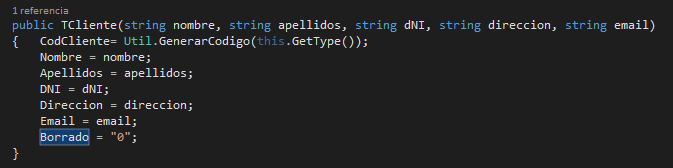 1 referencia
public TCliente(string nombre, string apellidos, string dNI, string direccion, string email)
{   CodCliente= Util.GenerarCodigo(this.GetType());
    Nombre = nombre;
    Apellidos = apellidos;
    DNI = dNI;
    Direccion = direccion;
    Email = email;
    Borrado = "0";
}